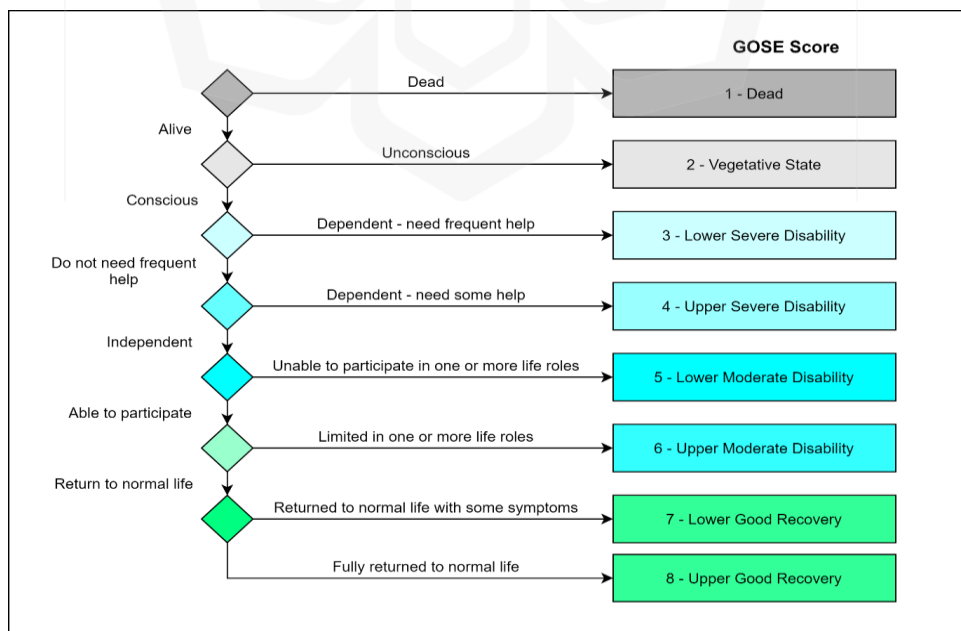 GOSE Score
Dead
1 - Dead
Alive
Unconscious
2 - Vegetative State
Conscious
Dependent - need frequent help
3 - Lower Severe Disability
Do not need frequent
help
Dependent - need some help
4 - Upper Severe Disability
Independent
Unable to participate in one or more life roles
5 - Lower Moderate Disability
Able to participate
Limited in one or more life roles
6 - Upper Moderate Disability
Return to normal life
Returned to normal life with some symptoms
7 - Lower Good Recovery
Fully returned to normal life
8 - Upper Good Recovery